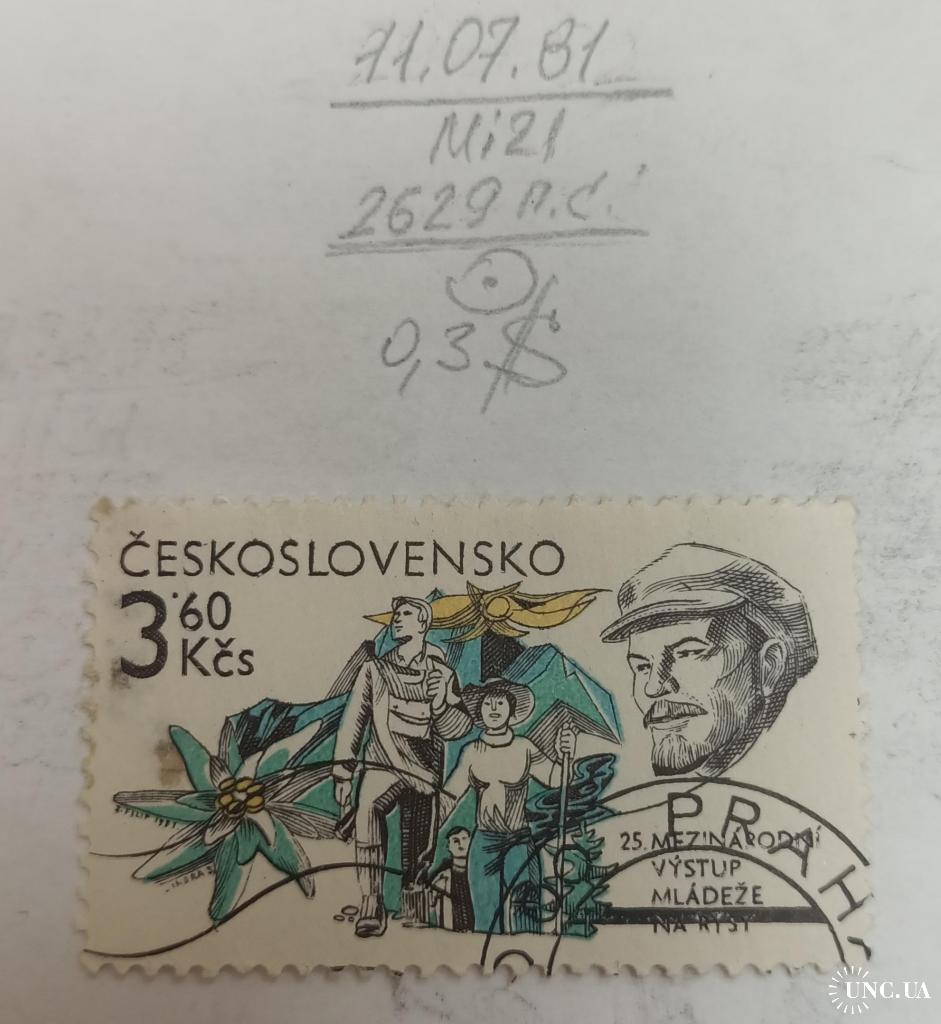 11.07.81
Mi21
2629 п.с.
0,3 $
ČESKOSLOVENSKO
3.60
Kčs
25. MEZINÁRODNÍ
VÝSTUP
MLÁDEŽE
NA RYSY
PRAHA
UNC.UA